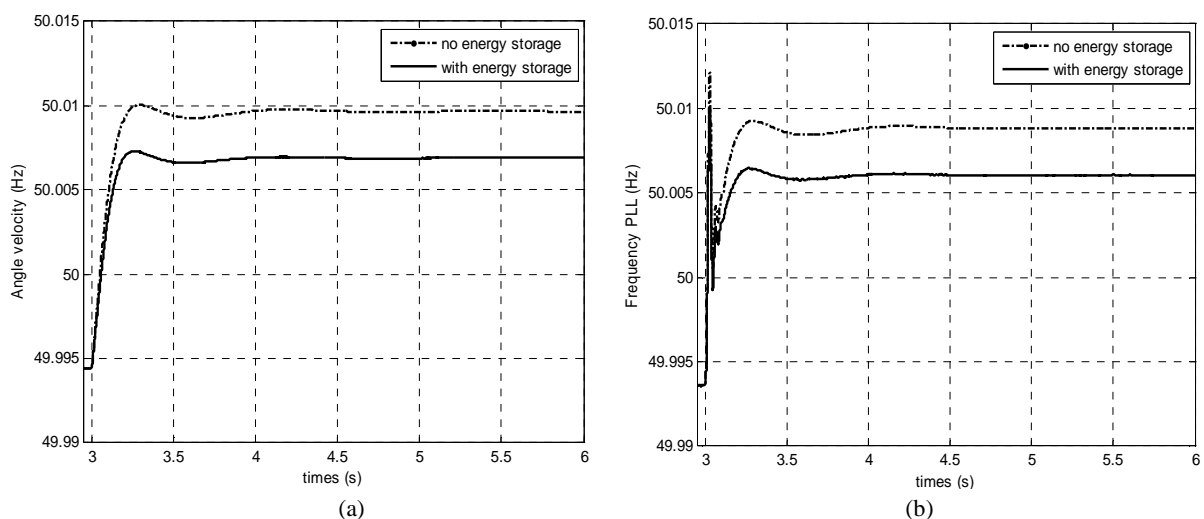 50.015
50.01
50.005
50
49.995
49.99
Angle velocity (Hz)
no energy storage
with energy storage
3 3.5 4 4.5 5 5.5 6
times (s)
(a)
50.015
50.01
50.005
50
49.995
49.99
Frequency PLL (Hz)
no energy storage
with energy storage
3 3.5 4 4.5 5 5.5 6
times (s)
(b)